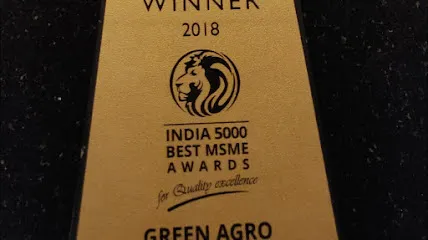 WINNER
2018
INDIA 5000
BEST MSME
AWARDS
for Quality excellence
GREEN AGRO